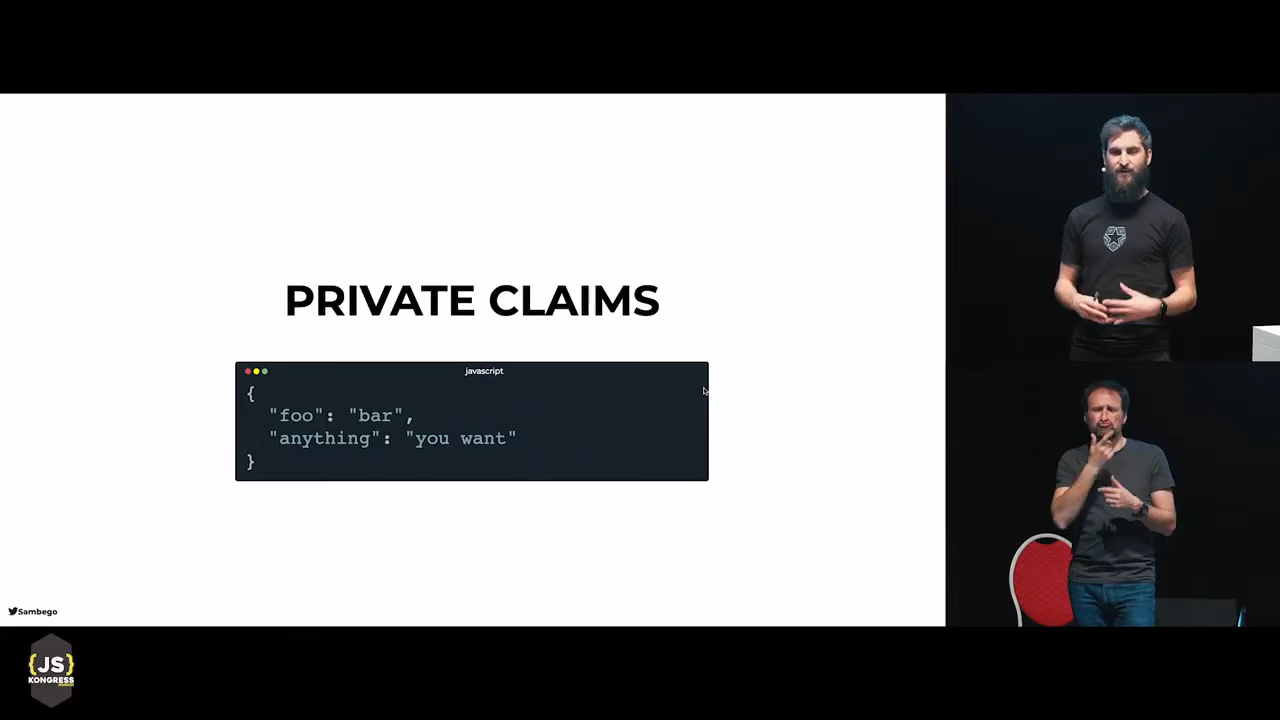 PRIVATE CLAIMS
javascript
{
"foo": "bar",
"anything": "you want"
}
Sambego
{JS}
KONGRESS